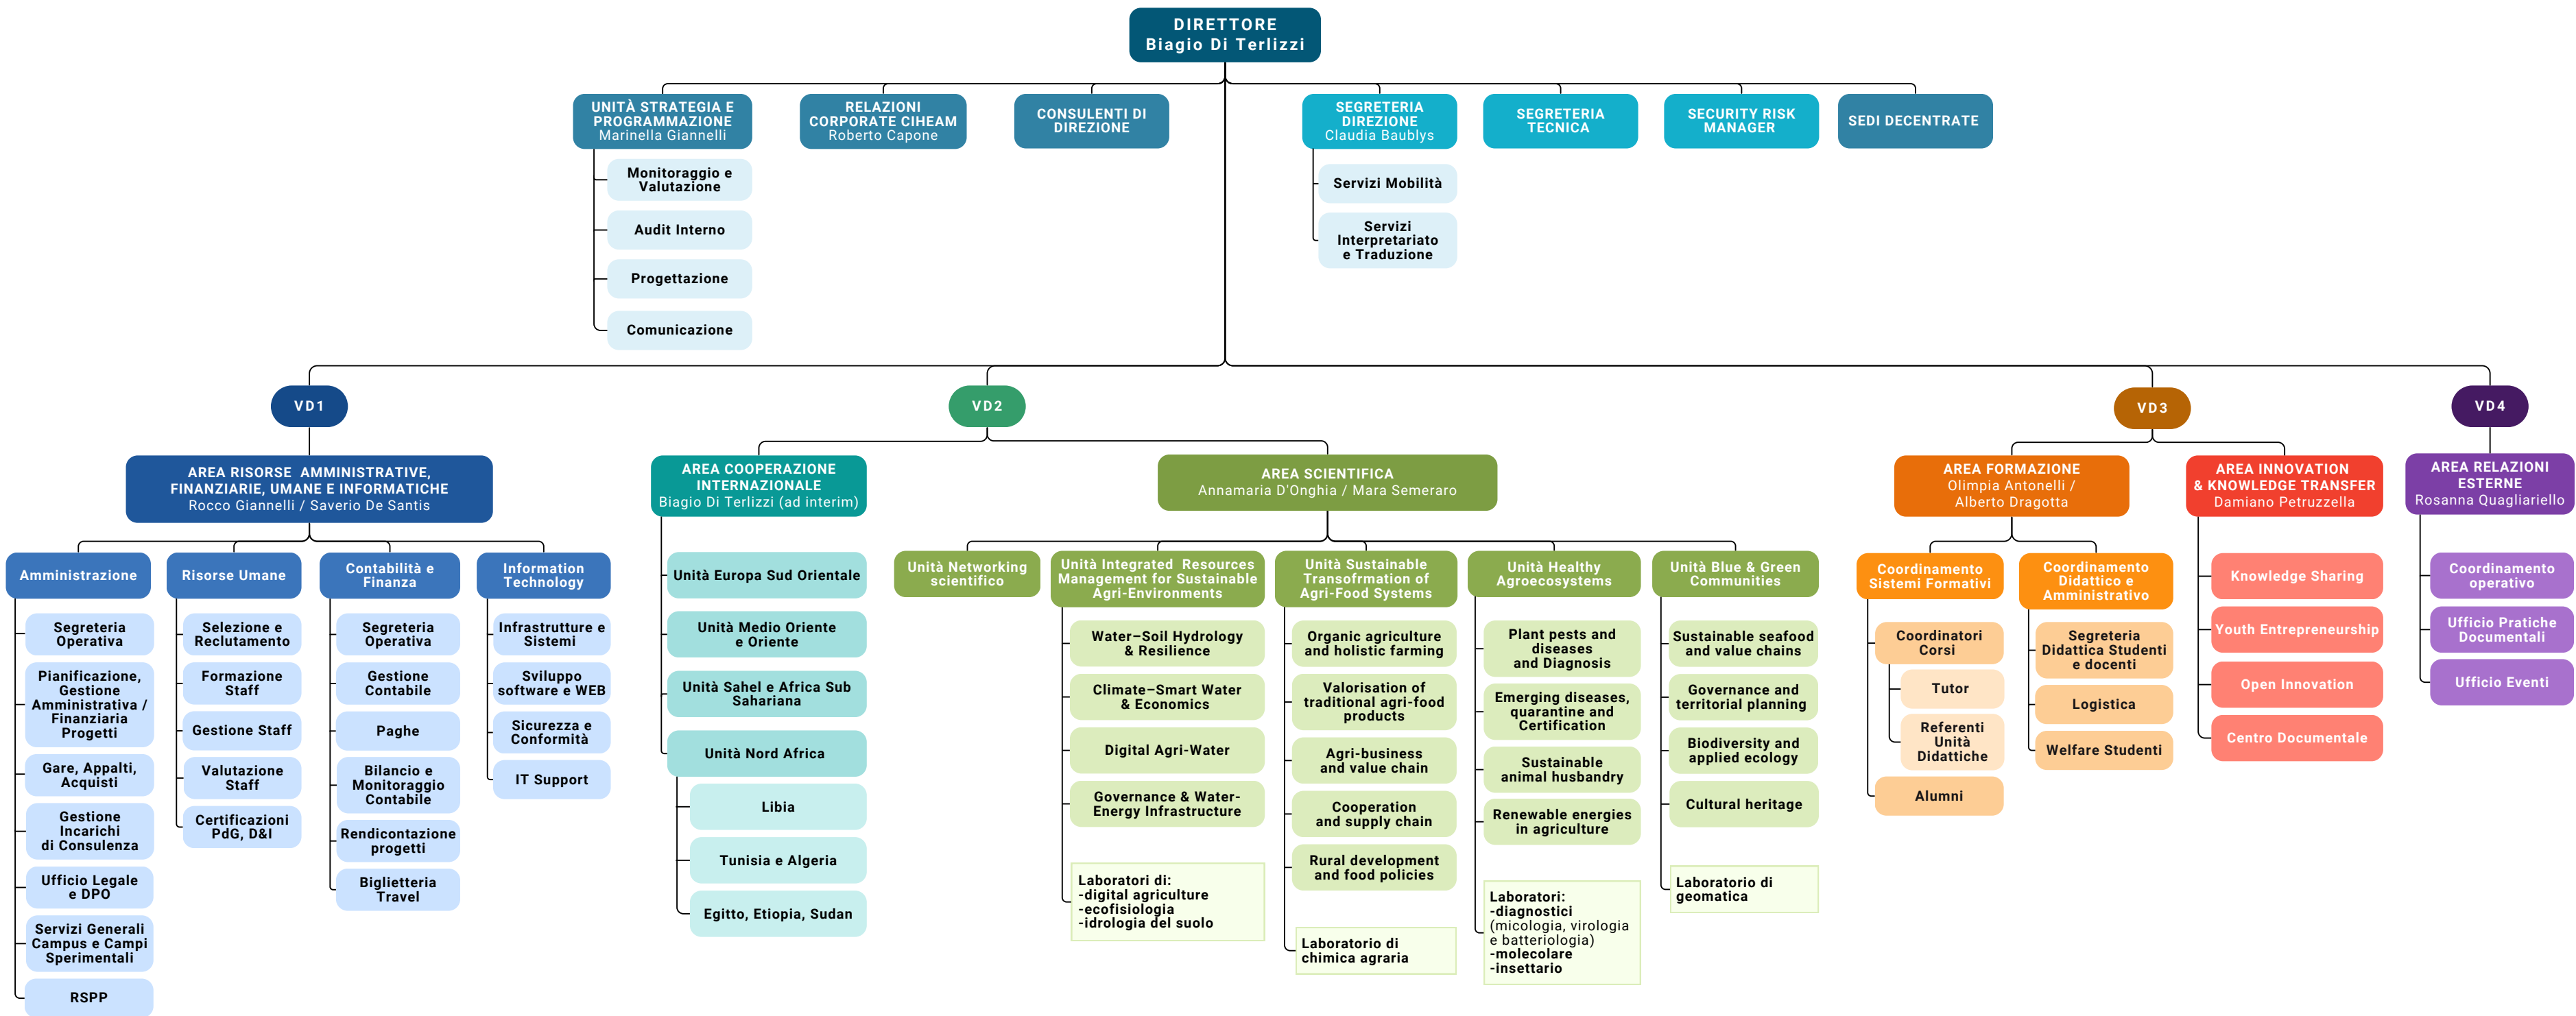 DIRETTORE
Biagio Di Terlizzi
UNITÀ STRATEGIA E
PROGRAMMAZIONE
Marinella Giannelli
RELAZIONI
CORPORATE CIHEAM
Roberto Capone
CONSULENTI DI
DIREZIONE
SEGRETERIA
DIREZIONE
Claudia Baublys
SEGRETERIA
TECNICA
SECURITY RISK
MANAGER
SEDI DECENTRATE
Monitoraggio e
Valutazione
Audit Interno
Progettazione
Comunicazione
Servizi Mobilità
Servizi
Interpretariato
e Traduzione
VD1
VD2
VD3
VD4
AREA RISORSE AMMINISTRATIVE,
FINANZIARIE, UMANE E INFORMATICHE
Rocco Giannelli / Saverio De Santis
AREA COOPERAZIONE
INTERNAZIONALE
Biagio Di Terlizzi (ad interim)
AREA SCIENTIFICA
Annamaria D'Onghia / Mara Semeraro
AREA FORMAZIONE
Olimpia Antonelli /
Alberto Dragotta
AREA INNOVATION
& KNOWLEDGE TRANSFER
Damiano Petruzzella
AREA RELAZIONI
ESTERNE
Rosanna Quagliariello
Amministrazione
Segreteria
Operativa
Pianificazione,
Gestione
Amministrativa /
Finanziaria
Progetti
Gare, Appalti,
Acquisti
Gestione
Incarichi
di Consulenza
Ufficio Legale
e DPO
Servizi Generali
Campus e Campi
Sperimentali
RSPP
Risorse Umane
Selezione e
Reclutamento
Formazione
Staff
Gestione Staff
Valutazione
Staff
Certificazioni
PdG, D&I
Contabilità e
Finanza
Segreteria
Operativa
Gestione
Contabile
Paghe
Bilancio e
Monitoraggio
Contabile
Rendicontazione
progetti
Biglietteria
Travel
Information
Technology
Infrastrutture e
Sistemi
Sviluppo
software e WEB
Sicurezza e
Conformità
IT Support
Unità Europa Sud Orientale
Unità Medio Oriente
e Oriente
Unità Sahel e Africa Sub
Sahariana
Unità Nord Africa
Libia
Tunisia e Algeria
Egitto, Etiopia, Sudan
Unità Networking
scientifico
Unità Integrated Resources
Management for Sustainable
Agri-Environments
Water–Soil Hydrology
& Resilience
Climate–Smart Water
& Economics
Digital Agri-Water
Governance & Water-
Energy Infrastructure
Laboratori di:
-digital agriculture
-ecofisiologia
-idrologia del suolo
Unità Sustainable
Transofrmation of
Agri-Food Systems
Organic agriculture
and holistic farming
Valorisation of
traditional agri-food
products
Agri-business
and value chain
Cooperation
and supply chain
Rural development
and food policies
Laboratorio di
chimica agraria
Unità Healthy
Agroecosystems
Plant pests and
diseases
and Diagnosis
Emerging diseases,
quarantine and
Certification
Sustainable
animal husbandry
Renewable energies
in agriculture
Laboratori:
-diagnostici
(micologia, virologia
e batteriologia)
-molecolare
-insettario
Unità Blue & Green
Communities
Sustainable seafood
and value chains
Governance and
territorial planning
Biodiversity and
applied ecology
Cultural heritage
Laboratorio di
geomatica
Coordinamento
Sistemi Formativi
Coordinatori
Corsi
Tutor
Referenti
Unità
Didattiche
Alumni
Coordinamento
Didattico e
Amministrativo
Segreteria
Didattica Studenti
e docenti
Logistica
Welfare Studenti
Knowledge Sharing
Youth Entrepreneurship
Open Innovation
Centro Documentale
Coordinamento
operativo
Ufficio Pratiche
Documentali
Ufficio Eventi